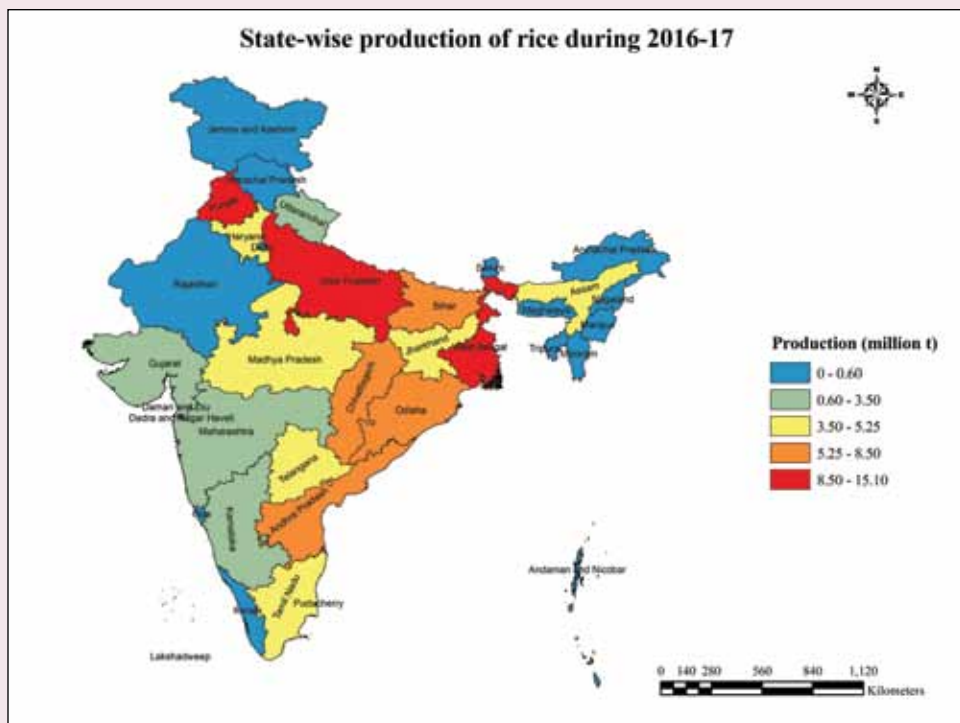 State-wise production of rice during 2016-17
N
W
E
S
Jammu and Kashmir
Himachal Pradesh
Punjab
Uttaranchal
Haryana
Delhi
Rajasthan
Uttar Pradesh
Sikkim
Arunachal Pradesh
Assam
Nagaland
Meghalaya
Manipur
Tripura
Mizoram
Bihar
Jharkhand
West Bengal
Gujarat
Madhya Pradesh
Chhattisgarh
Odisha
Daman and Diu
Dadra and Nagar Haveli
Maharashtra
Telangana
Andhra Pradesh
Goa
Karnataka
Tamil Nadu
Puducherry
Kerala
Lakshadweep
Andaman and Nicobar
Production (million t)
0 - 0.60
0.60 - 3.50
3.50 - 5.25
5.25 - 8.50
8.50 - 15.10
0 140 280 560 840 1,120
Kilometers